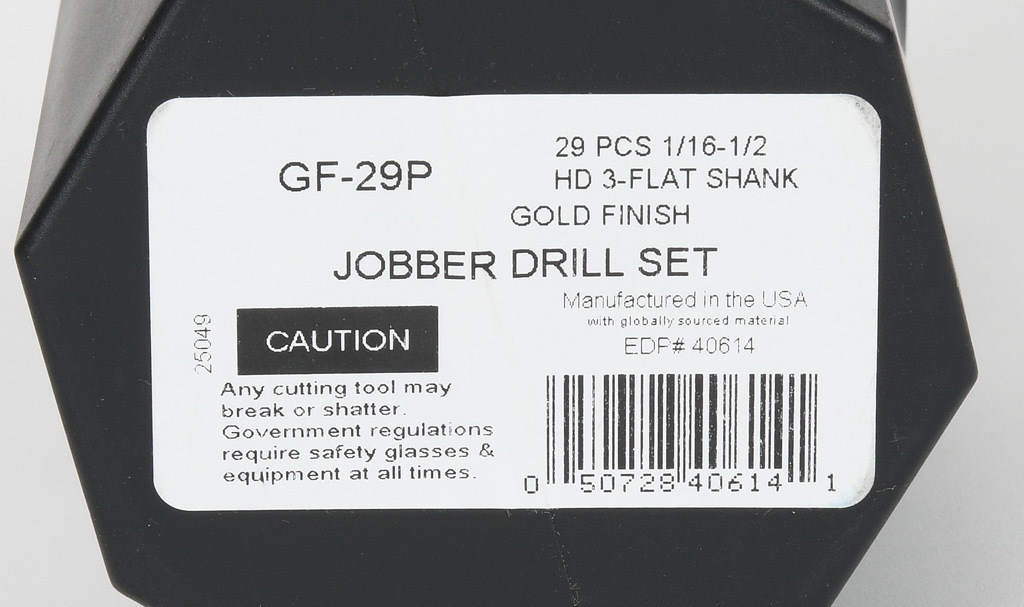 GF-29P
29 PCS 1/16-1/2
HD 3-FLAT SHANK
GOLD FINISH
JOBBER DRILL SET
Manufactured in the USA
with globally sourced material
EDP# 40614
25049
CAUTION
Any cutting tool may
break or shatter.
Government regulations
require safety glasses &
equipment at all times.
0 50728 40614 1